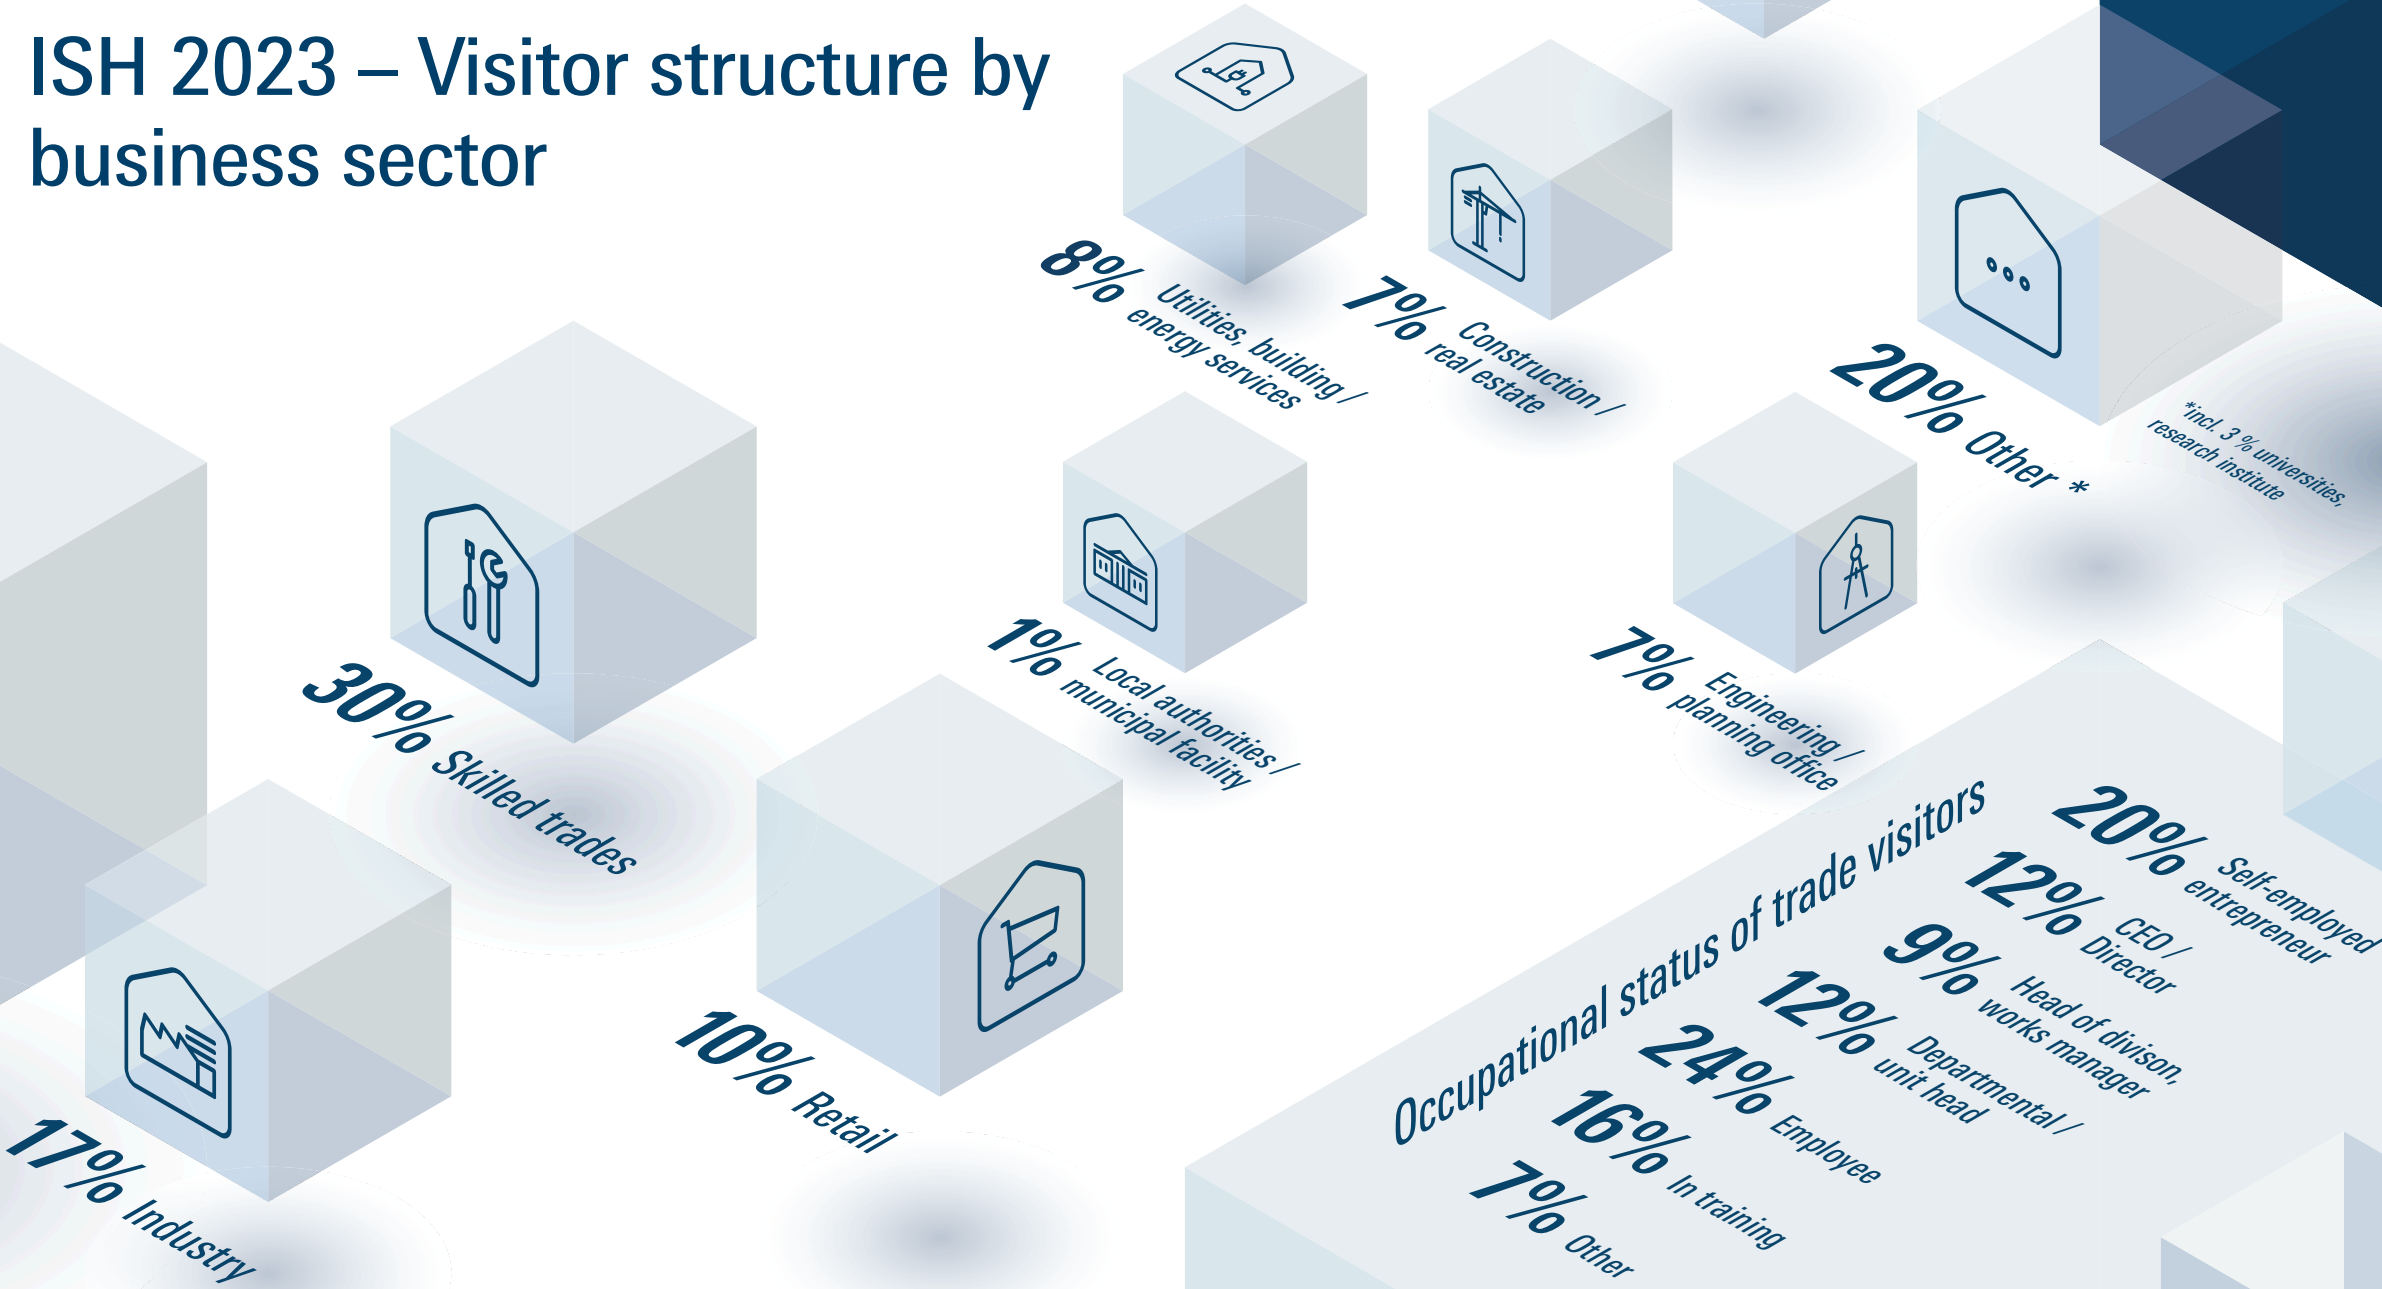 ISH 2023 – Visitor structure by
business sector
8% Utilities, building /
energy services
7% Construction /
real estate
20% Other *
*incl. 3 % universities,
research institute
30% Skilled trades
1% Local authorities /
municipal facility
7% Engineering /
planning office
17% Industry
10% Retail
Occupational status of trade visitors
20% Self-employed
entrepreneur
12% CEO /
Director
9% Head of divison,
works manager
12% Departmental /
unit head
24% Employee
16% In training
7% Other